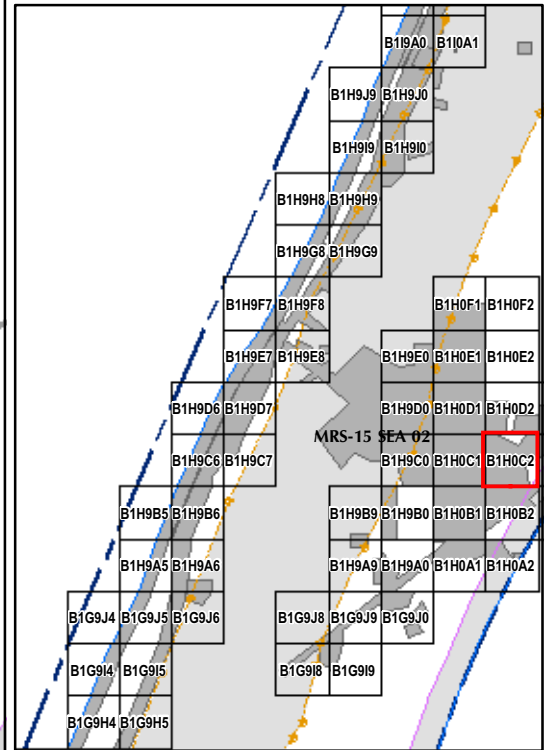 B1I9A0 B1I0A1
B1H9J9 B1H9J0
B1H9I9 B1H9I0
B1H9H8 B1H9H9
B1H9G8 B1H9G9
B1H9F7 B1H9F8 B1H0F1 B1H0F2
B1H9E7 B1H9E8 B1H9E0 B1H0E1 B1H0E2
B1H9D6 B1H9D7 B1H9D0 B1H0D1 B1H0D2
MRS-15 SEA 02
B1H9C6 B1H9C7 B1H9C0 B1H0C1 B1H0C2
B1H9B5 B1H9B6 B1H9B9 B1H9B0 B1H0B1 B1H0B2
B1H9A5 B1H9A6 B1H9A9 B1H9A0 B1H0A1 B1H0A2
B1G9J4 B1G9J5 B1G9J6 B1G9J8 B1G9J9 B1G9J0
B1G9I4 B1G9I5 B1G9I8 B1G9I9
B1G9H4 B1G9H5